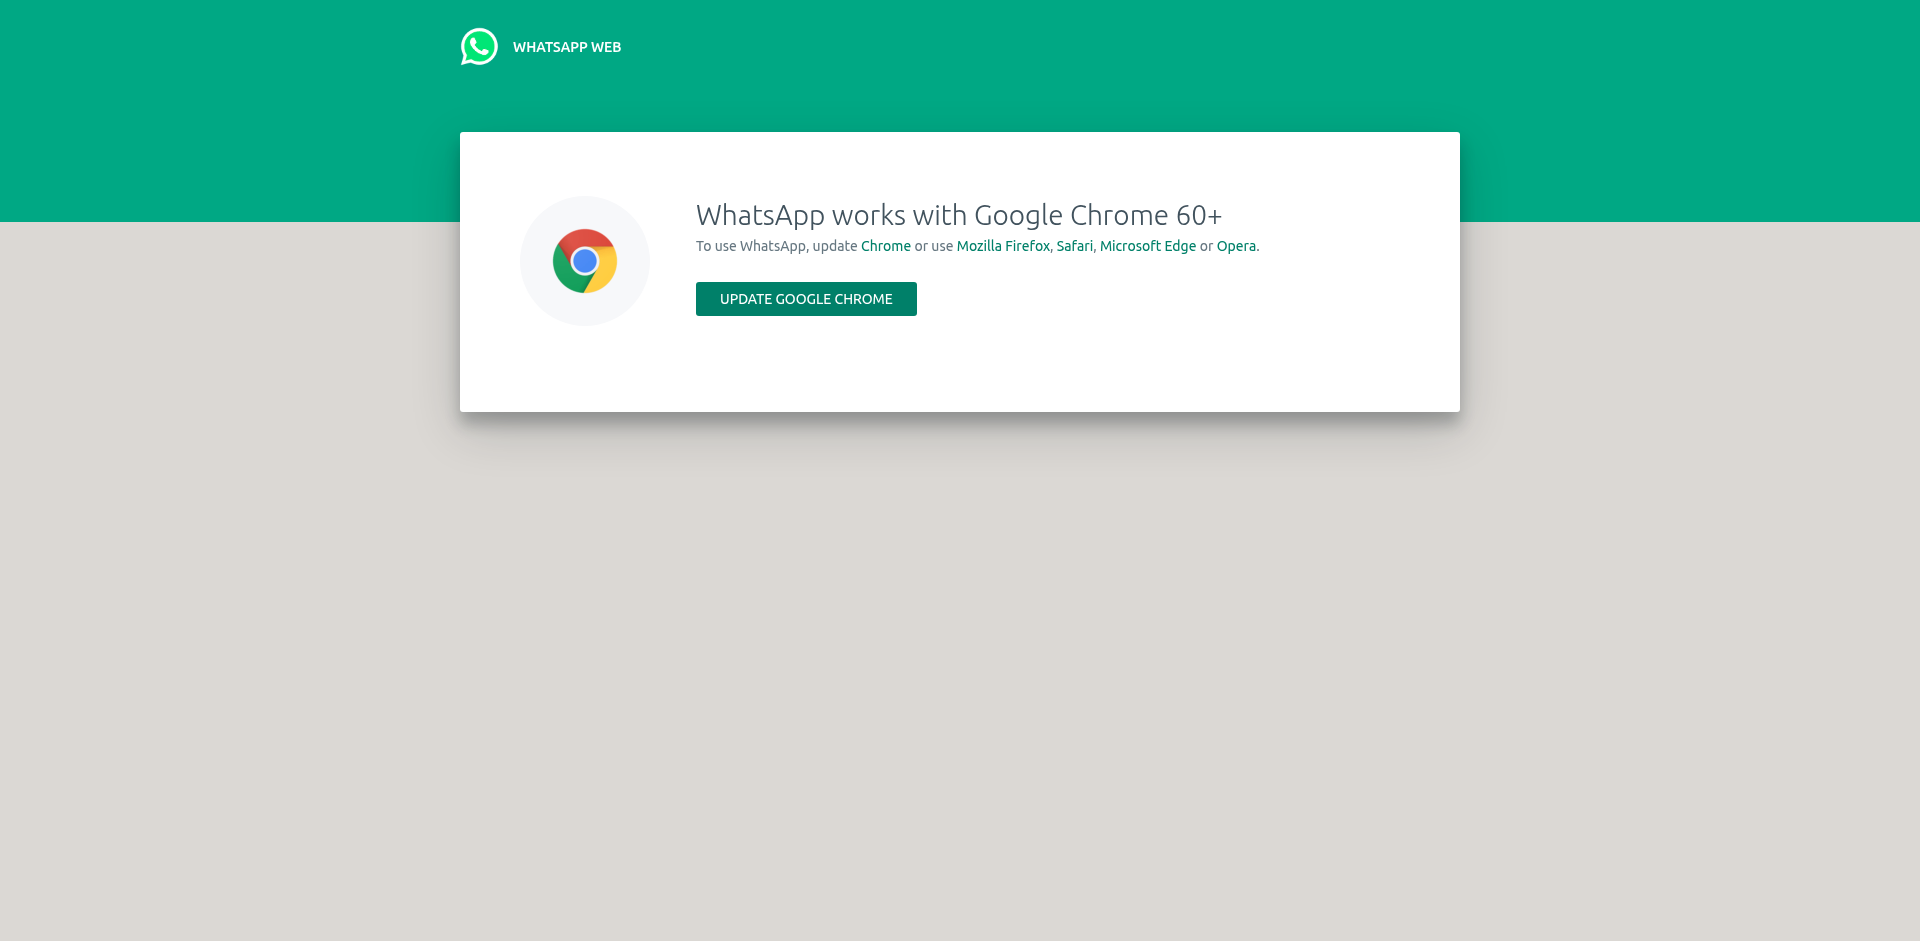 WHATSAPP WEB
WhatsApp works with Google Chrome 60+
To use WhatsApp, update Chrome or use Mozilla Firefox, Safari, Microsoft Edge or Opera.
UPDATE GOOGLE CHROME